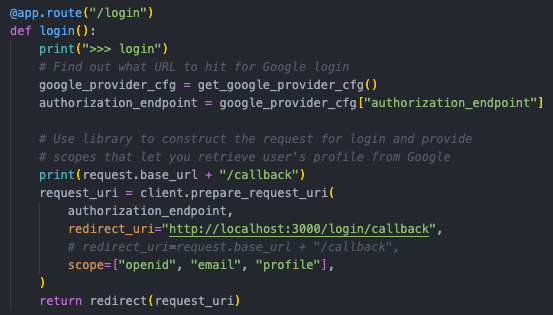 @app.route("/login")
def login():
    print(">>> login")
    # Find out what URL to hit for Google login
    google_provider_cfg = get_google_provider_cfg()
    authorization_endpoint = google_provider_cfg["authorization_endpoint"]

    # Use library to construct the request for login and provide
    # scopes that let you retrieve user's profile from Google
    print(request.base_url + "/callback")
    request_uri = client.prepare_request_uri(
        authorization_endpoint,
        redirect_uri="http://localhost:3000/login/callback",
        # redirect_uri=request.base_url + "/callback",
        scope=["openid", "email", "profile"],
    )
    return redirect(request_uri)